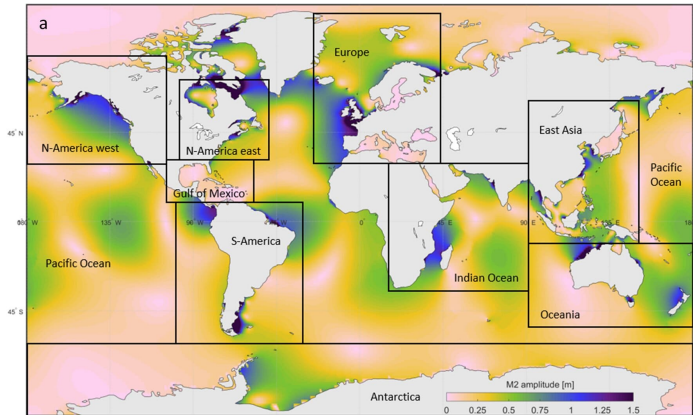 a
Europe
N-America west
N-America east
45°N
East Asia
Pacific
Ocean
Gulf of Mexico
135° W
90° W
0
45°E
90° E
S-America
Pacific Ocean
Indian Ocean
Oceania
45° S
Antarctica
M2 amplitude [m]
0 0.25 0.5 0.75 1.0 1.25 1.5